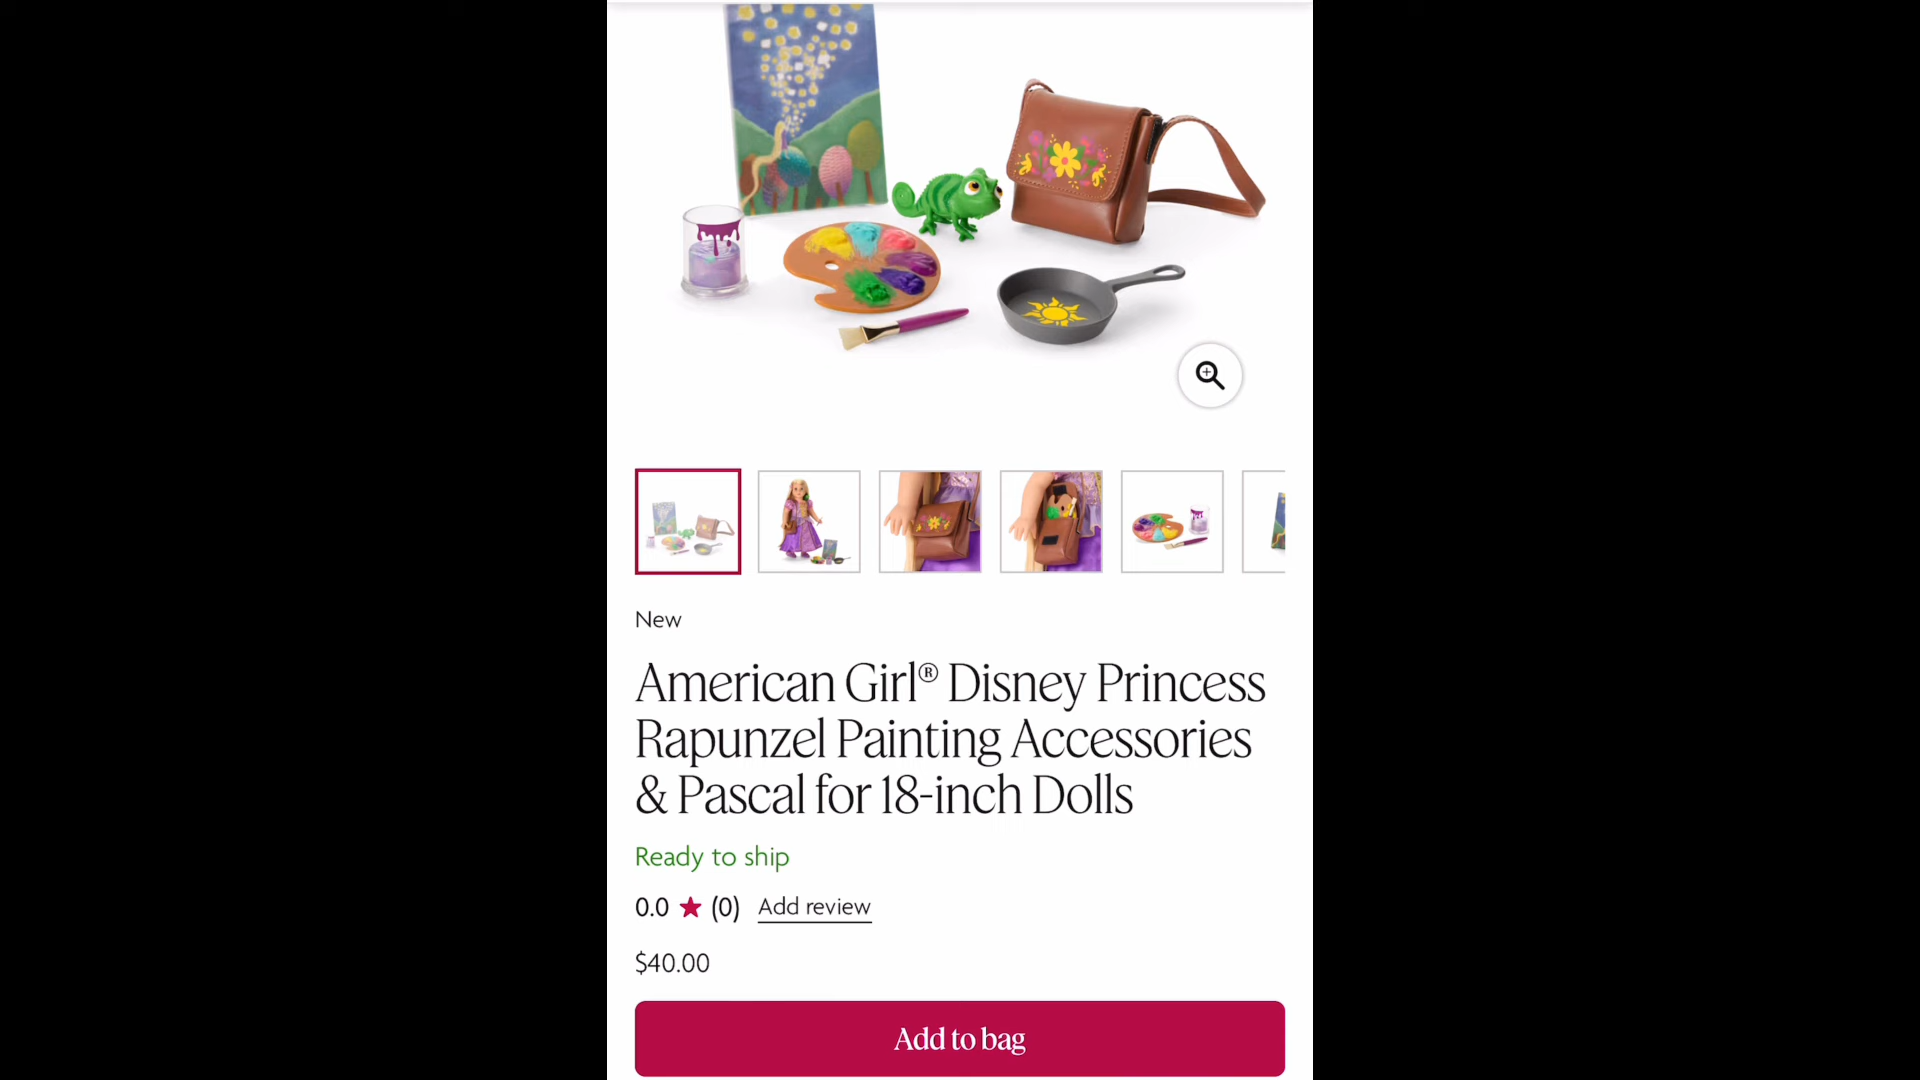 New
American Girl® Disney Princess
Rapunzel Painting Accessories
& Pascal for 18-inch Dolls
Ready to ship
0.0 ★ (0) Add review
$40.00
Add to bag